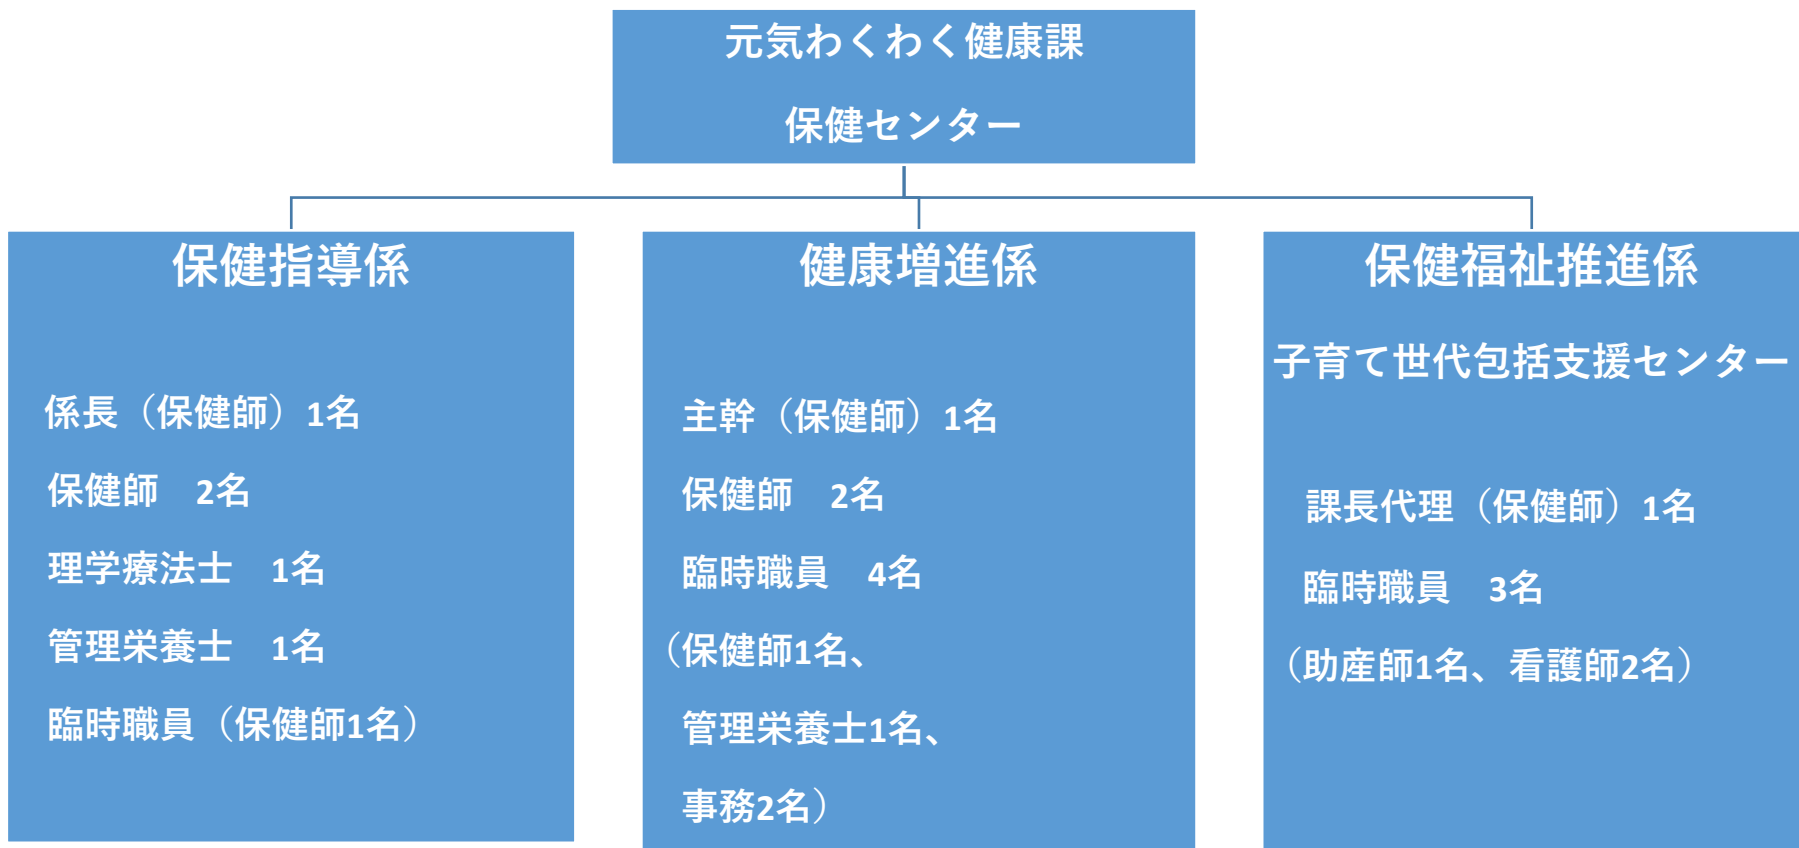 元気わくわく健康課
保健センター
保健指導係
係長（保健師）1名
保健師　2名
理学療法士　1名
管理栄養士　1名
臨時職員（保健師1名）
健康増進係
主幹（保健師）1名
保健師　2名
臨時職員　4名
（保健師1名、
管理栄養士1名、
事務2名）
保健福祉推進係
子育て世代包括支援センター
課長代理（保健師）1名
臨時職員　3名
（助産師1名、看護師2名）